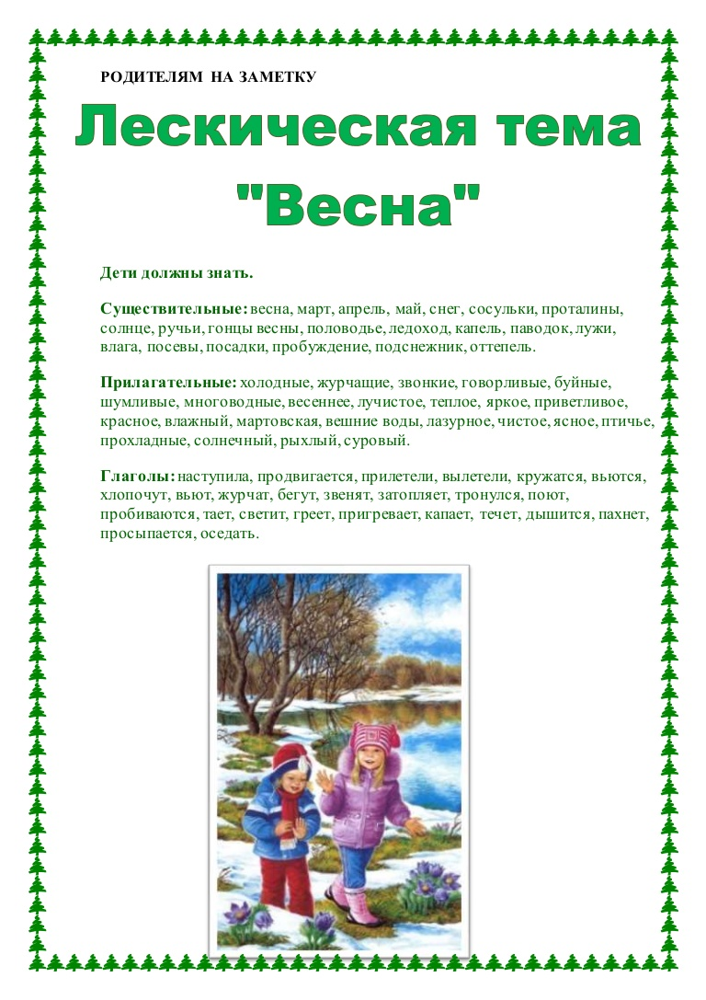 РОДИТЕЛЯМ НА ЗАМЕТКУ
Лескическая тема
"Весна"
Дети должны знать.
Существительные: весна, март, апрель, май, снег, сосульки, проталины,
солнце, ручьи, гонцы весны, половодье, ледоход, капель, паводок, лужи,
влага, посевы, посадки, пробуждение, подснежник, оттепель.
Прилагательные: холодные, журчащие, звонкие, говорливые, буйные,
шумливые, многоводные, весеннее, лучистое, теплое, яркое, приветливое,
красное, влажный, мартовская, вешние воды, лазурное, чистое, ясное, птичье,
прохладные, солнечный, рыхлый, суровый.
Глаголы: наступила, продвигается, прилетели, вылетели, кружатся, вьются,
хлопочут, вьют, журчат, бегут, звенят, затопляет, тронулся, поют,
пробиваются, тает, светит, греет, пригревает, капает, течет, дышится, пахнет,
просыпается, оседать.